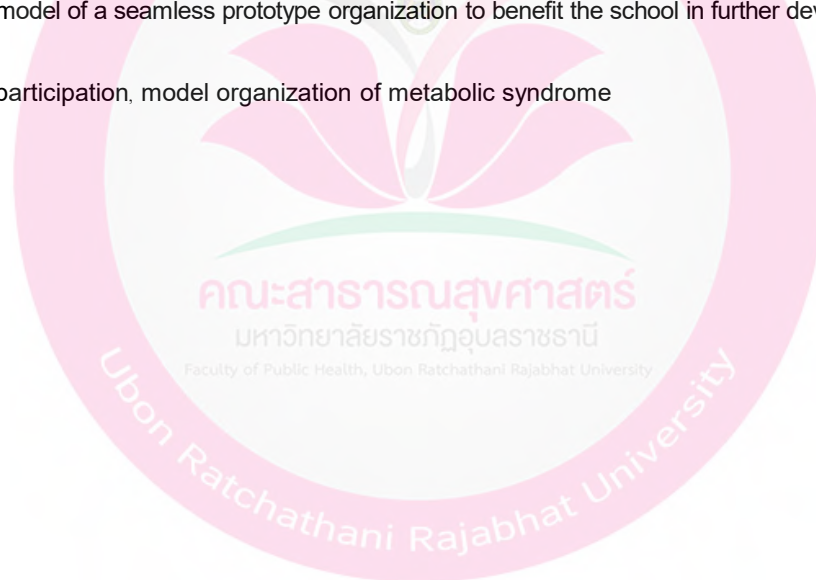 model of a seamless prototype organization to benefit the school in further dev
participation, model organization of metabolic syndrome
คณะสาธารณสุขศาสตร์
มหาวิทยาลัยราชภัฏอุบลราชธานี
Faculty of Public Health, Ubon Ratchathani Rajabhat University
Ubon Ratchathani Rajabhat University